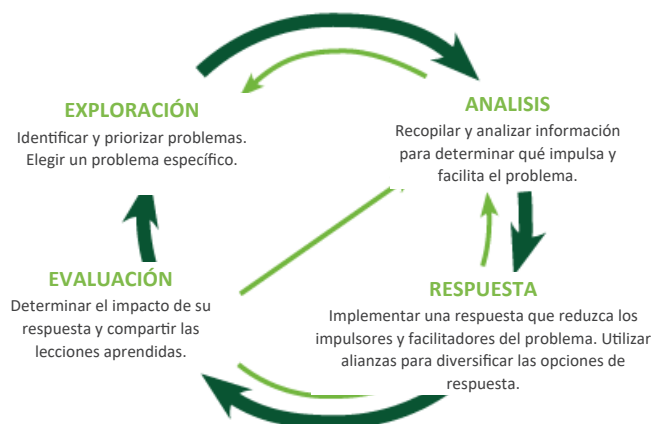 EXPLORACIÓN
Identificar y priorizar problemas.
Elegir un problema específico.
ANALISIS
Recopilar y analizar información
para determinar qué impulsa y
facilita el problema.
EVALUACIÓN
Determinar el impacto de su
respuesta y compartir las
lecciones aprendidas.
RESPUESTA
Implementar una respuesta que reduzca los
impulsores y facilitadores del problema. Utilizar
alianzas para diversificar las opciones de
respuesta.